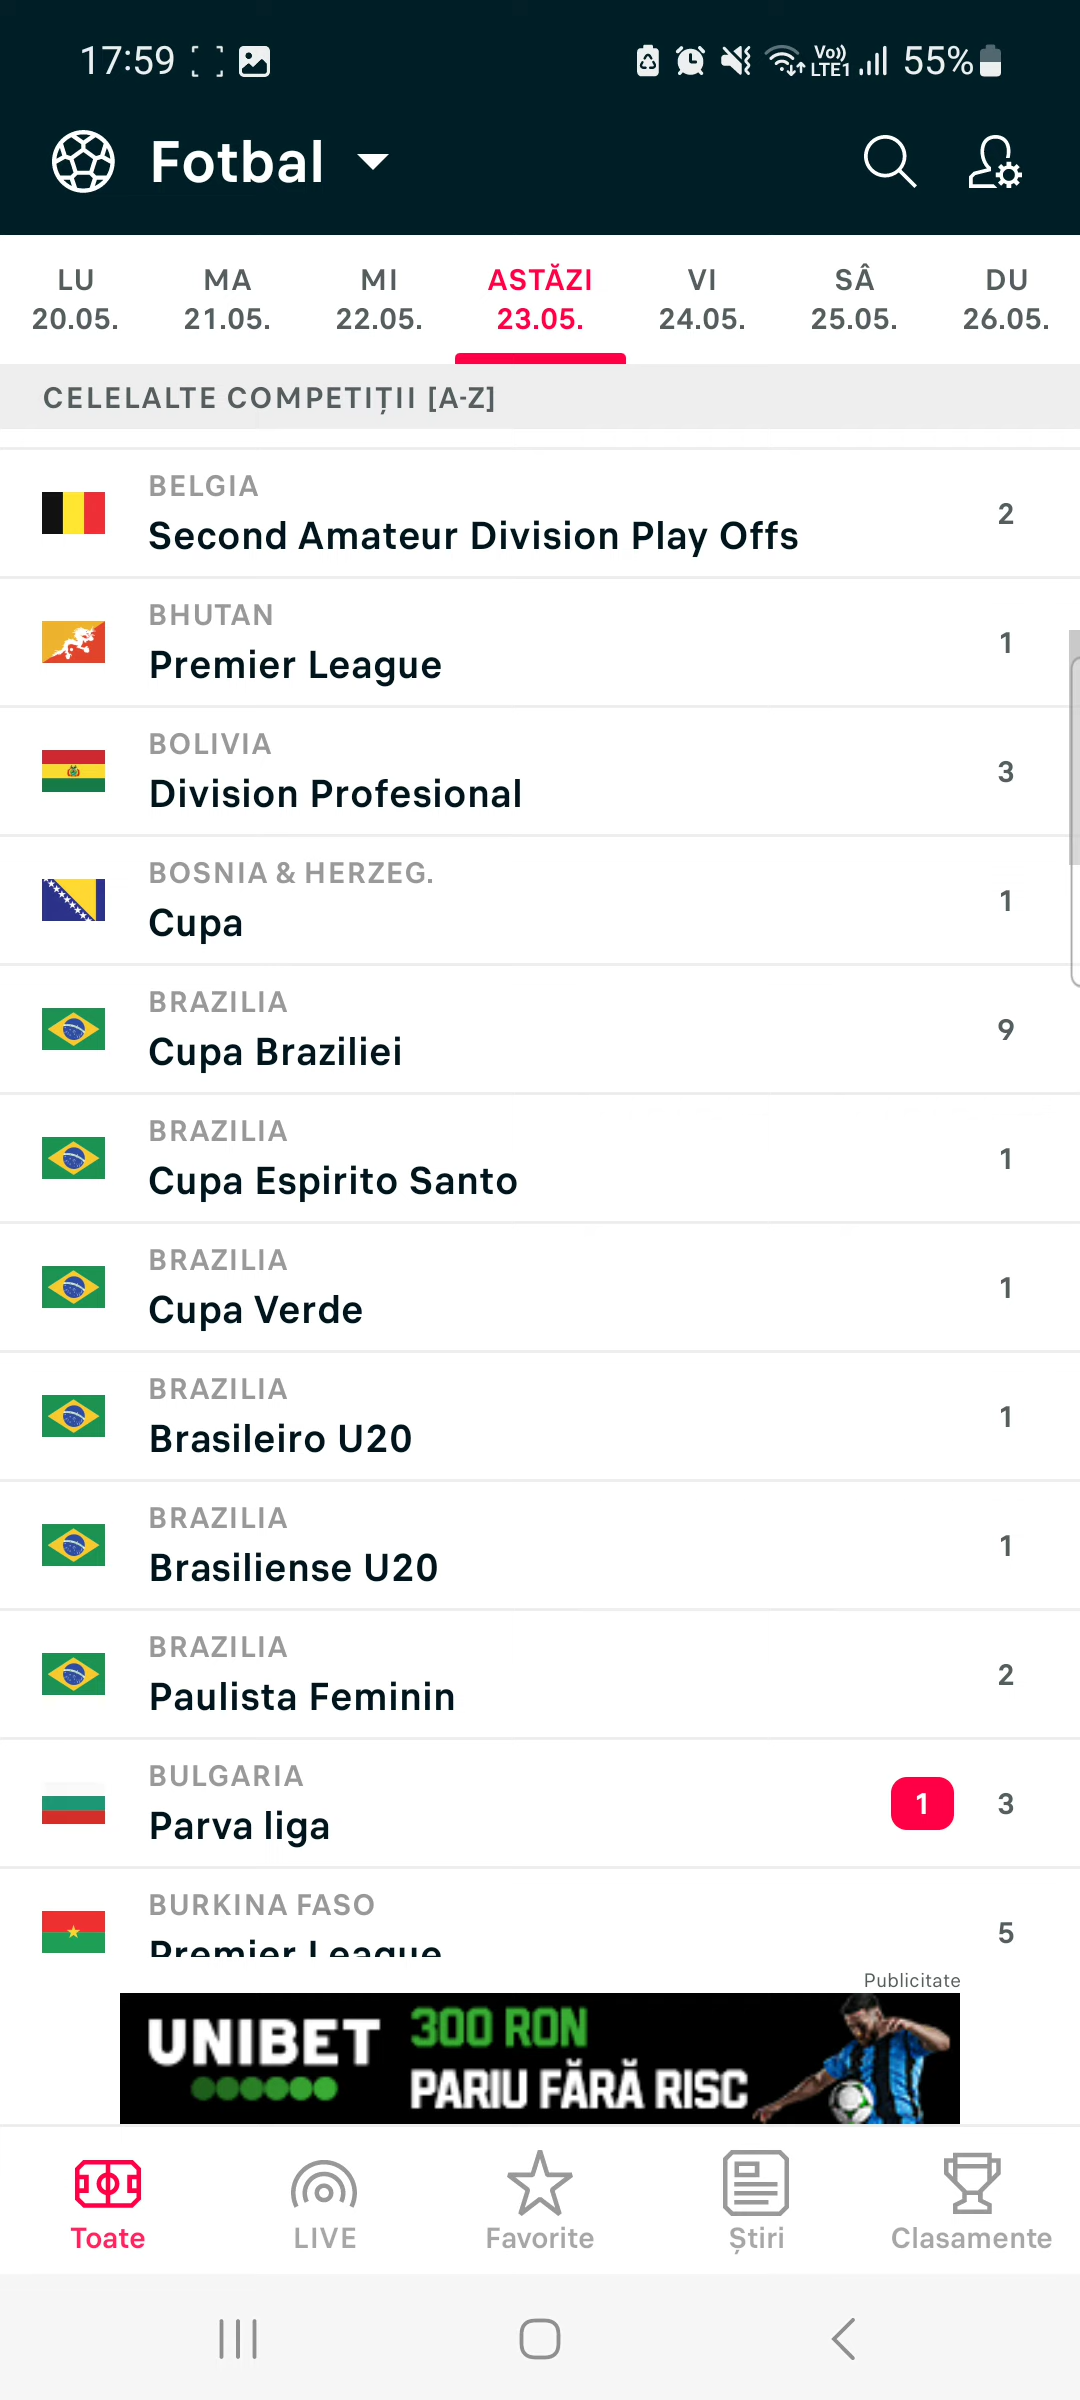 17:59
Vo))
LTE1
55%
Fotbal
LU
20.05.
MA
21.05.
MI
22.05.
ASTĂZI
23.05.
VI
24.05.
SÂ
25.05.
DU
26.05.
CELELALTE COMPETIȚII [A-Z]
BELGIA
Second Amateur Division Play Offs
2
BHUTAN
Premier League
1
BOLIVIA
Division Profesional
3
BOSNIA & HERZEG.
Cupa
1
BRAZILIA
Cupa Braziliei
9
BRAZILIA
Cupa Espirito Santo
1
BRAZILIA
Cupa Verde
1
BRAZILIA
Brasileiro U20
1
BRAZILIA
Brasiliense U20
1
BRAZILIA
Paulista Feminin
2
BULGARIA
Parva liga
1
3
BURKINA FASO
Premier League
5
Publicitate
UNIBET
300 RON
PARIU FĂRĂ RISC
Toate
LIVE
Favorite
Știri
Clasamente